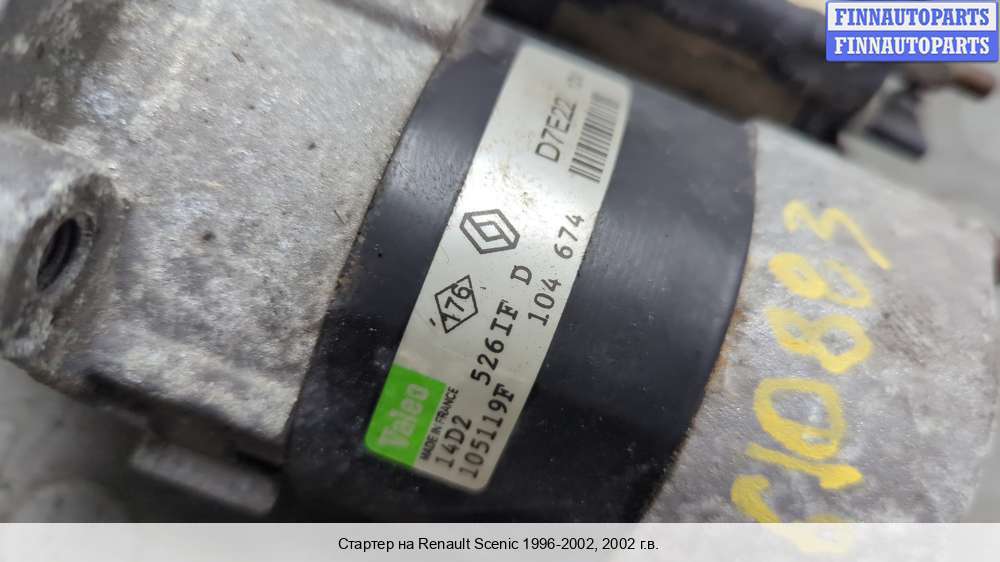 FINNAUTOPARTS
FINNAUTOPARTS
D7E22
176
526IF D
104 674
Valeo
MADE IN FRANCE
14D2
105119F
Стартер на Renault Scenic 1996-2002, 2002 г.в.